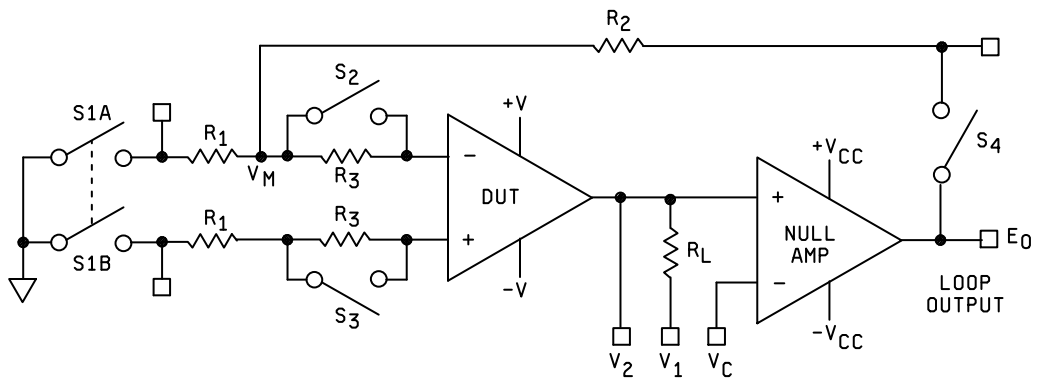 R2
S2
S1A
R1
+V
S4
+VCC
VM
R3
−
DUT
+
R1
R3
+
NULL
AMP
EO
S1B
RL
−
−V
LOOP
OUTPUT
S3
−VCC
V2
V1
VC